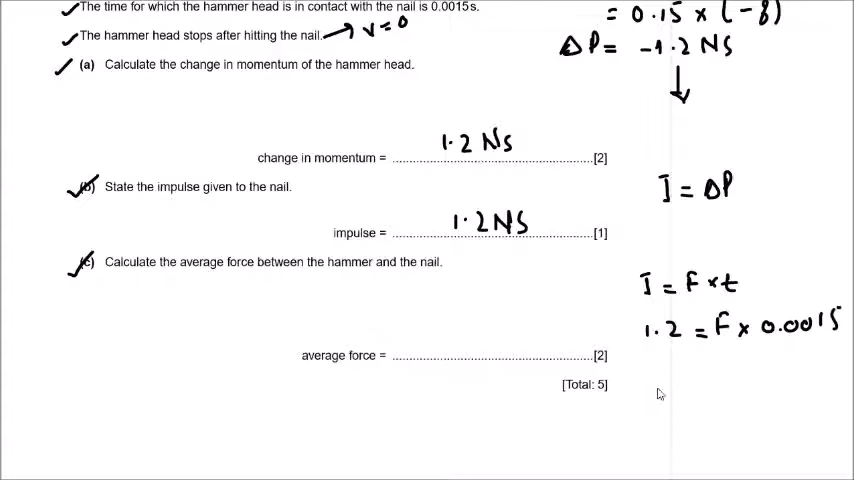 The time for which the hammer head is in contact with the nail is 0.0015 s.
= 0.15 × (-8)
The hammer head stops after hitting the nail. → v = 0
ΔP = -1.2 NS
(a) Calculate the change in momentum of the hammer head.
1.2 Ns
change in momentum = ............................................................[2]
(b) State the impulse given to the nail.
I = ΔP
1.2 NS
impulse = ............................................................[1]
(c) Calculate the average force between the hammer and the nail.
I = F × t
1.2 = F × 0.0015
average force = ............................................................[2]
[Total: 5]